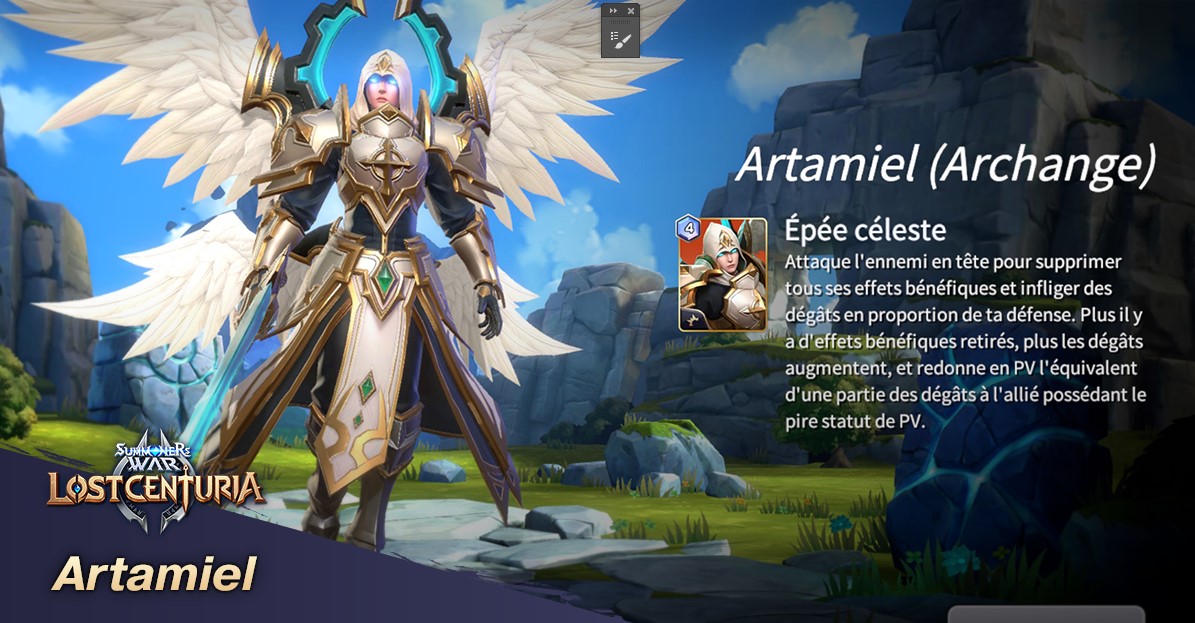 Artamiel (Archange)
4
Épée céleste
Attaque l'ennemi en tête pour supprimer
tous ses effets bénéfiques et infliger des
dégâts en proportion de ta défense. Plus il y
a d'effets bénéfiques retirés, plus les dégâts
augmentent, et redonne en PV l'équivalent
d'une partie des dégâts à l'allié possédant le
pire statut de PV.
SUMMONERS
WAR
LOST CENTURIA
Artamiel